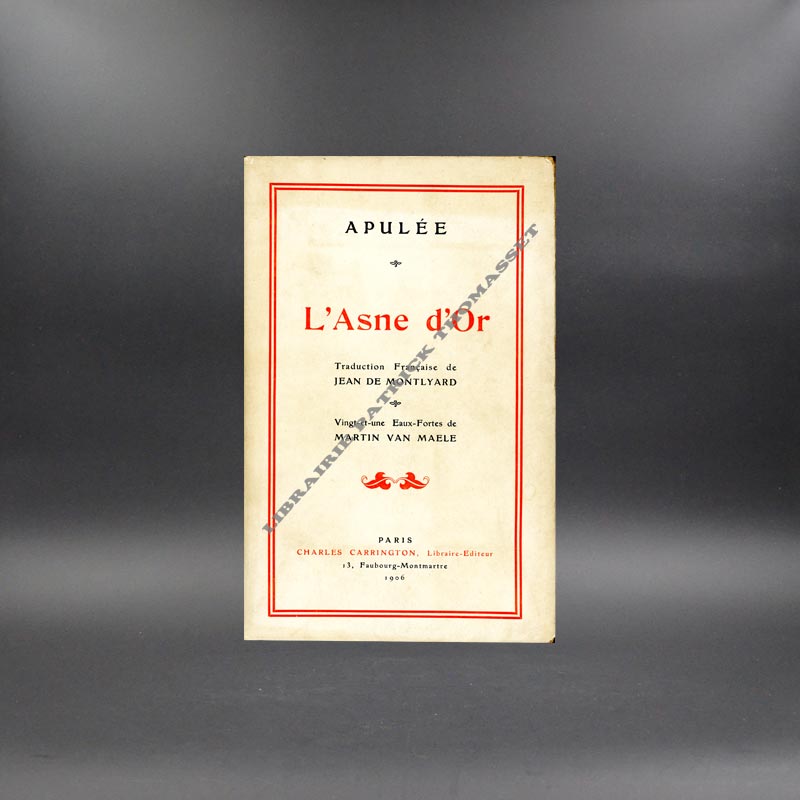 APULÉE
L'Asne d'Or
Traduction Française de
JEAN DE MONTLYARD
Vingt-et-une Eaux-Fortes de
MARTIN VAN MAELE
PARIS
CHARLES CARRINGTON, Libraire-Editeur
13, Faubourg-Montmartre
1906
LIBRAIRIE PATRICK THOMASSET